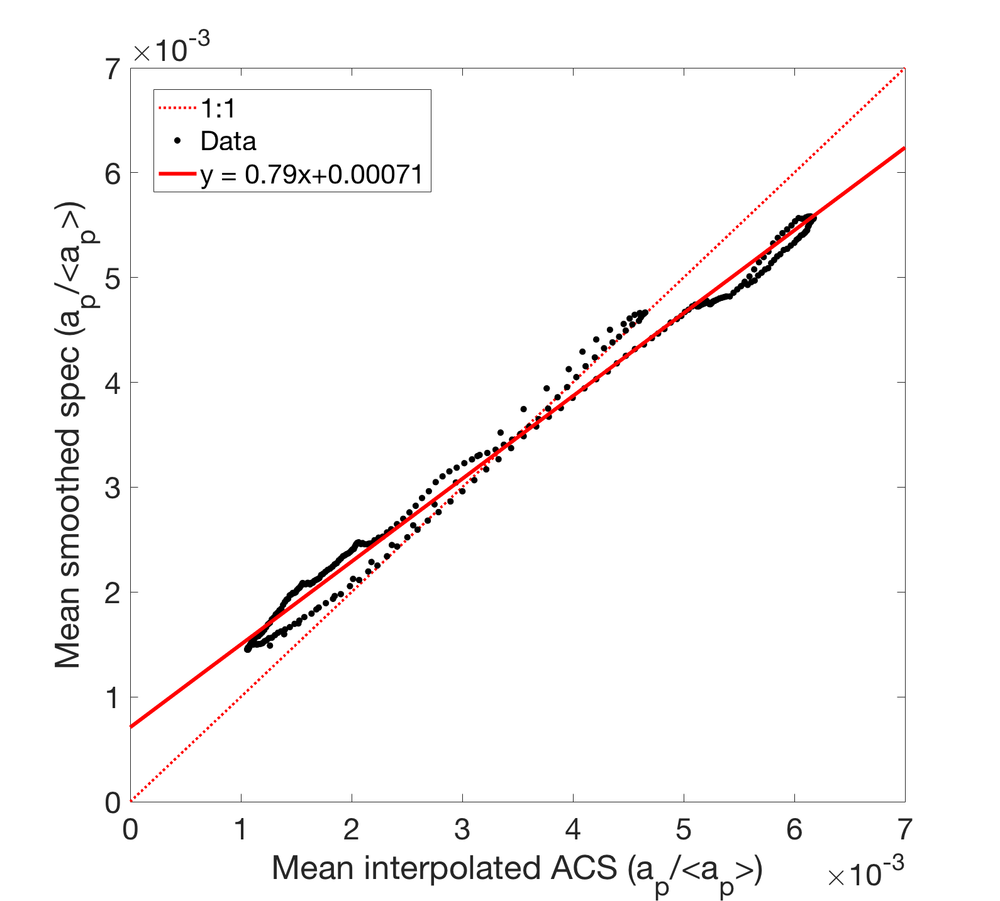 ×10-3
7
6
5
4
3
2
1
0
1:1
Data
y = 0.79x+0.00071
Mean smoothed spec (ap/<ap>)
0 1 2 3 4 5 6 7
Mean interpolated ACS (ap/<ap>)
×10-3